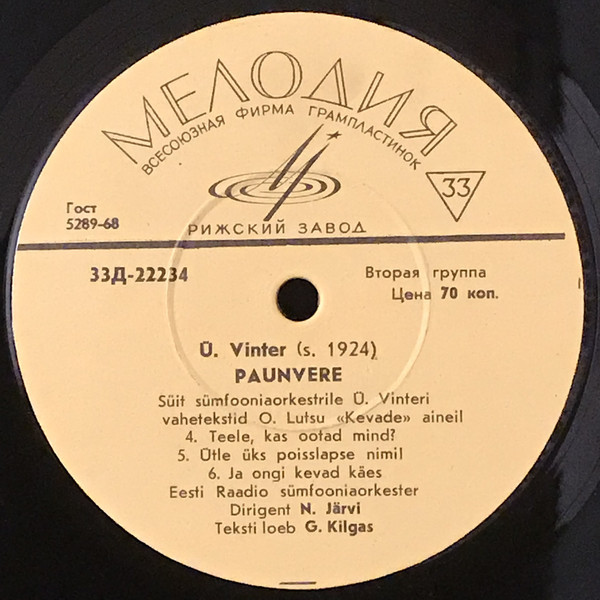 МЕЛОДИЯ
ВСЕСОЮЗНАЯ ФИРМА ГРАМПЛАСТИНОК
33
Гост
5289-68
РИЖСКИЙ ЗАВОД
33Д-22234
Вторая группа
Цена 70 коп.
Ü. Vinter (s. 1924)
PAUNVERE
Süit sümfooniaorkestrile Ü. Vinteri
vahetekstid O. Lutsu «Kevade» aineil
4. Teele, kas ootad mind?
5. Ütle üks poisslapse nimi!
6. Ja ongi kevad käes
Eesti Raadio sümfooniaorkester
Dirigent N. Järvi
Teksti loeb G. Kilgas